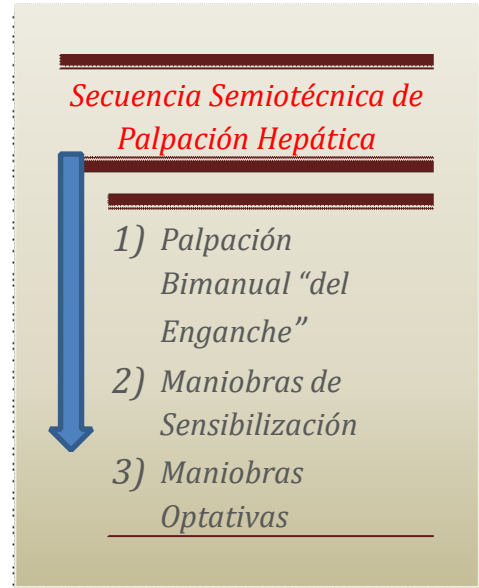 Secuencia Semiotécnica de
Palpación Hepática
1) Palpación
Bimanual “del
Enganche”
2) Maniobras de
Sensibilización
3) Maniobras
Optativas